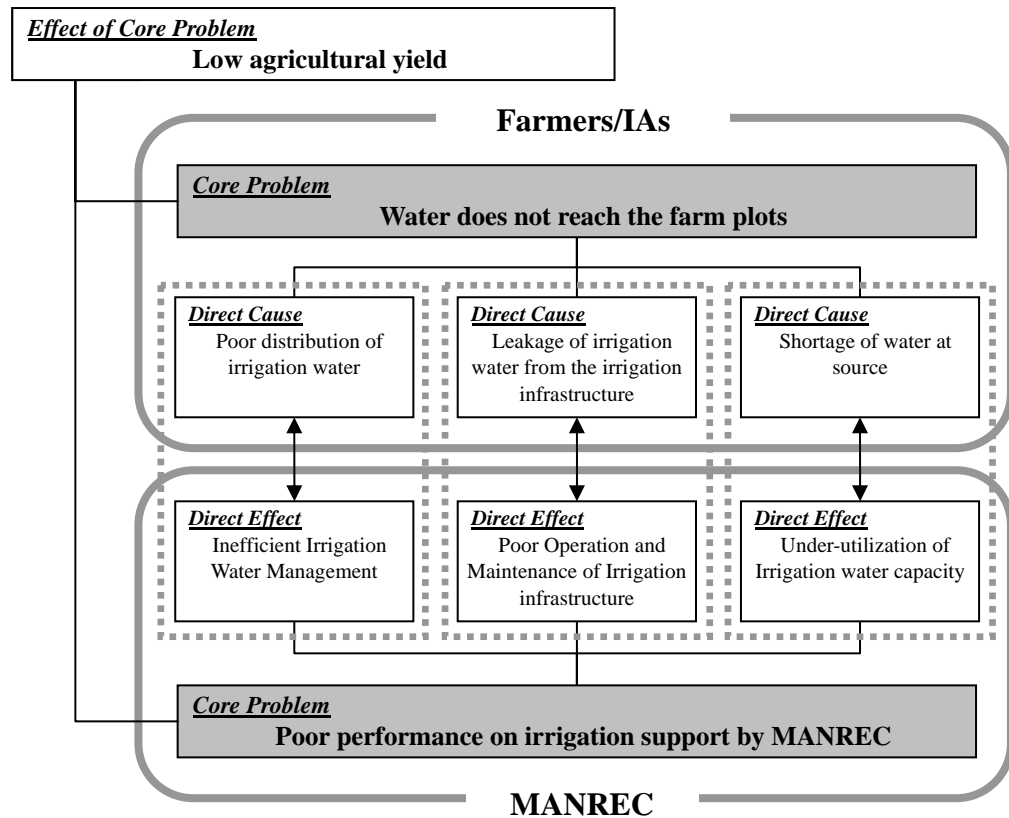 Effect of Core Problem
Low agricultural yield
Farmers/IAs
Core Problem
Water does not reach the farm plots
Direct Cause
Poor distribution of
irrigation water
Direct Cause
Leakage of irrigation
water from the irrigation
infrastructure
Direct Cause
Shortage of water at
source
Direct Effect
Inefficient Irrigation
Water Management
Direct Effect
Poor Operation and
Maintenance of Irrigation
infrastructure
Direct Effect
Under-utilization of
Irrigation water capacity
Core Problem
Poor performance on irrigation support by MANREC
MANREC